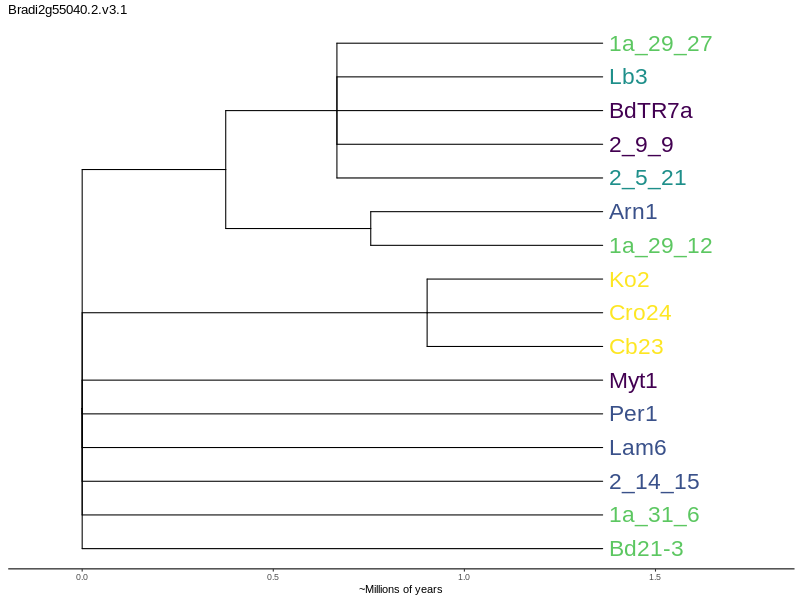 Bradi2g55040.2.v3.1
1a_29_27
Lb3
BdTR7a
2_9_9
2_5_21
Arn1
1a_29_12
Ko2
Cro24
Cb23
Myt1
Per1
Lam6
2_14_15
1a_31_6
Bd21-3
0.0 0.5 1.0 1.5
~Millions of years